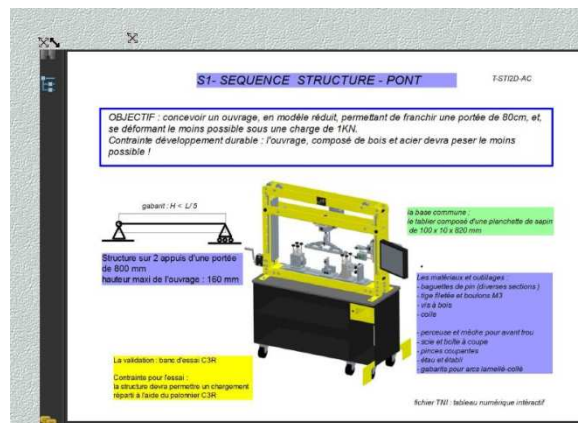 S1- SEQUENCE STRUCTURE - PONT
T-STI2D-AC
OBJECTIF : concevoir un ouvrage, en modèle réduit, permettant de franchir une portée de 80cm, et,
se déformant le moins possible sous une charge de 1KN.
Contrainte développement durable : l'ouvrage, composé de bois et acier devra peser le moins
possible !
gabarit : H < L/5
Structure sur 2 appuis d'une portée
de 800 mm
hauteur maxi de l'ouvrage : 160 mm
la base commune :
le tablier composé d'une planchette de sapin
de 100 x 10 x 820 mm
Les matériaux et outillages :
- baguettes de pin (diverses sections )
- tige filetée et boulons M3
- vis à bois
- colle
- perceuse et mèche pour avant trou
- scie et boîte à coupe
- pinces coupantes
- étau et établi
- gabarits pour arcs lamellé-collé
La validation : banc d'essai C3R
Contraintes pour l'essai :
la structure devra permettre un chargement
réparti à l'aide du palonnier C3R
fichier TNI : tableau numérique intéractif